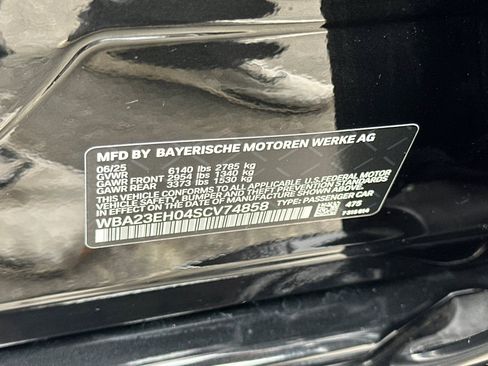 MFD BY BAYERISCHE MOTOREN WERKE AG
06/25
GVWR 6140 lbs 2785 kg
GAWR FRONT 2954 lbs 1340 kg
GAWR REAR 3373 lbs 1530 kg
THIS VEHICLE CONFORMS TO ALL APPLICABLE U.S. FEDERAL MOTOR
VEHICLE SAFETY, BUMPER, AND THEFT PREVENTION STANDARDS
IN EFFECT ON THE DATE OF MANUFACTURE SHOWN ABOVE.
WBA23EH04SCV74858 TYPE: PASSENGER CAR
475